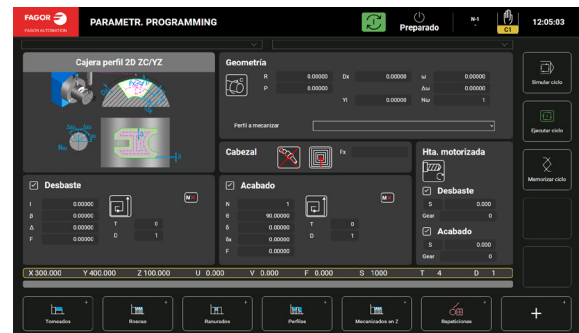 FAGOR
FAGOR AUTOMATION
PARAMETR. PROGRAMMING
Preparado
N-1
C1
12:05:03
Cajera perfil 2D ZC/YZ
Geometría
R 0.00000 Dx 0.00000 ω 0.00000
P 0.00000 Δω 0.00000
Yl 0.00000 Nω 1
Perfil a mecanizar
Simular ciclo
Ejecutar ciclo
Memorizar ciclo
Cabezal
Fx
Hta. motorizada
Desbaste
S 0.000
Gear 0
Acabado
S 0.000
Gear 0
Desbaste
I 0.00000
β 0.00000
Δ 0.00000 T 0
F 0.00000 D 1
Acabado
N 1
θ 90.00000
δ 0.00000 T 0
δx 0.00000 D 1
F 0.00000
X 300.000 Y 400.000 Z 100.000 U 0.000 V 0.000 F 0.000 S 1000 T 4 D 1
Torneados
Roscas
Ranurados
Perfiles
Mecanizados en Z
Repeticiones